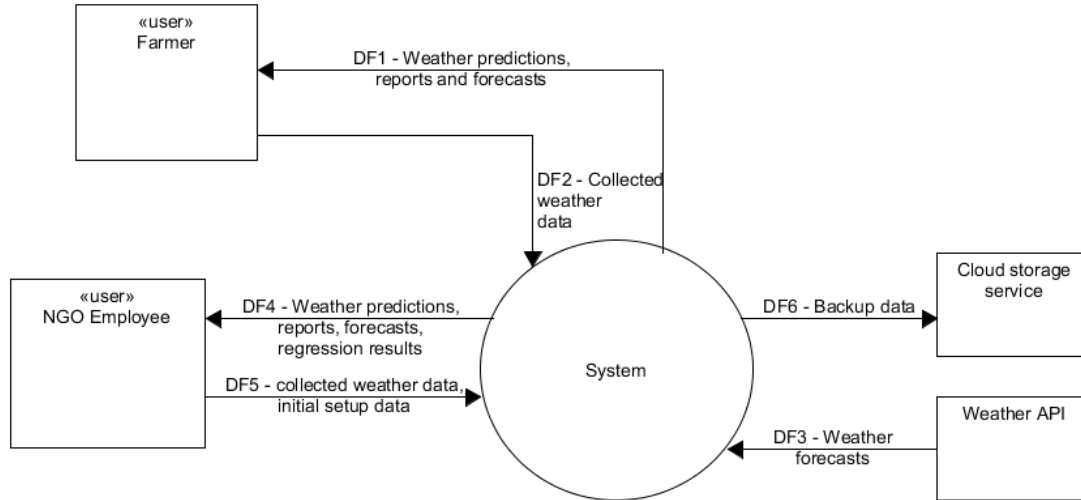 «user»
Farmer
DF1 - Weather predictions,
reports and forecasts
DF2 - Collected
weather
data
«user»
NGO Employee
DF4 - Weather predictions,
reports, forecasts,
regression results
DF5 - collected weather data,
initial setup data
System
DF6 - Backup data
Cloud storage
service
DF3 - Weather
forecasts
Weather API